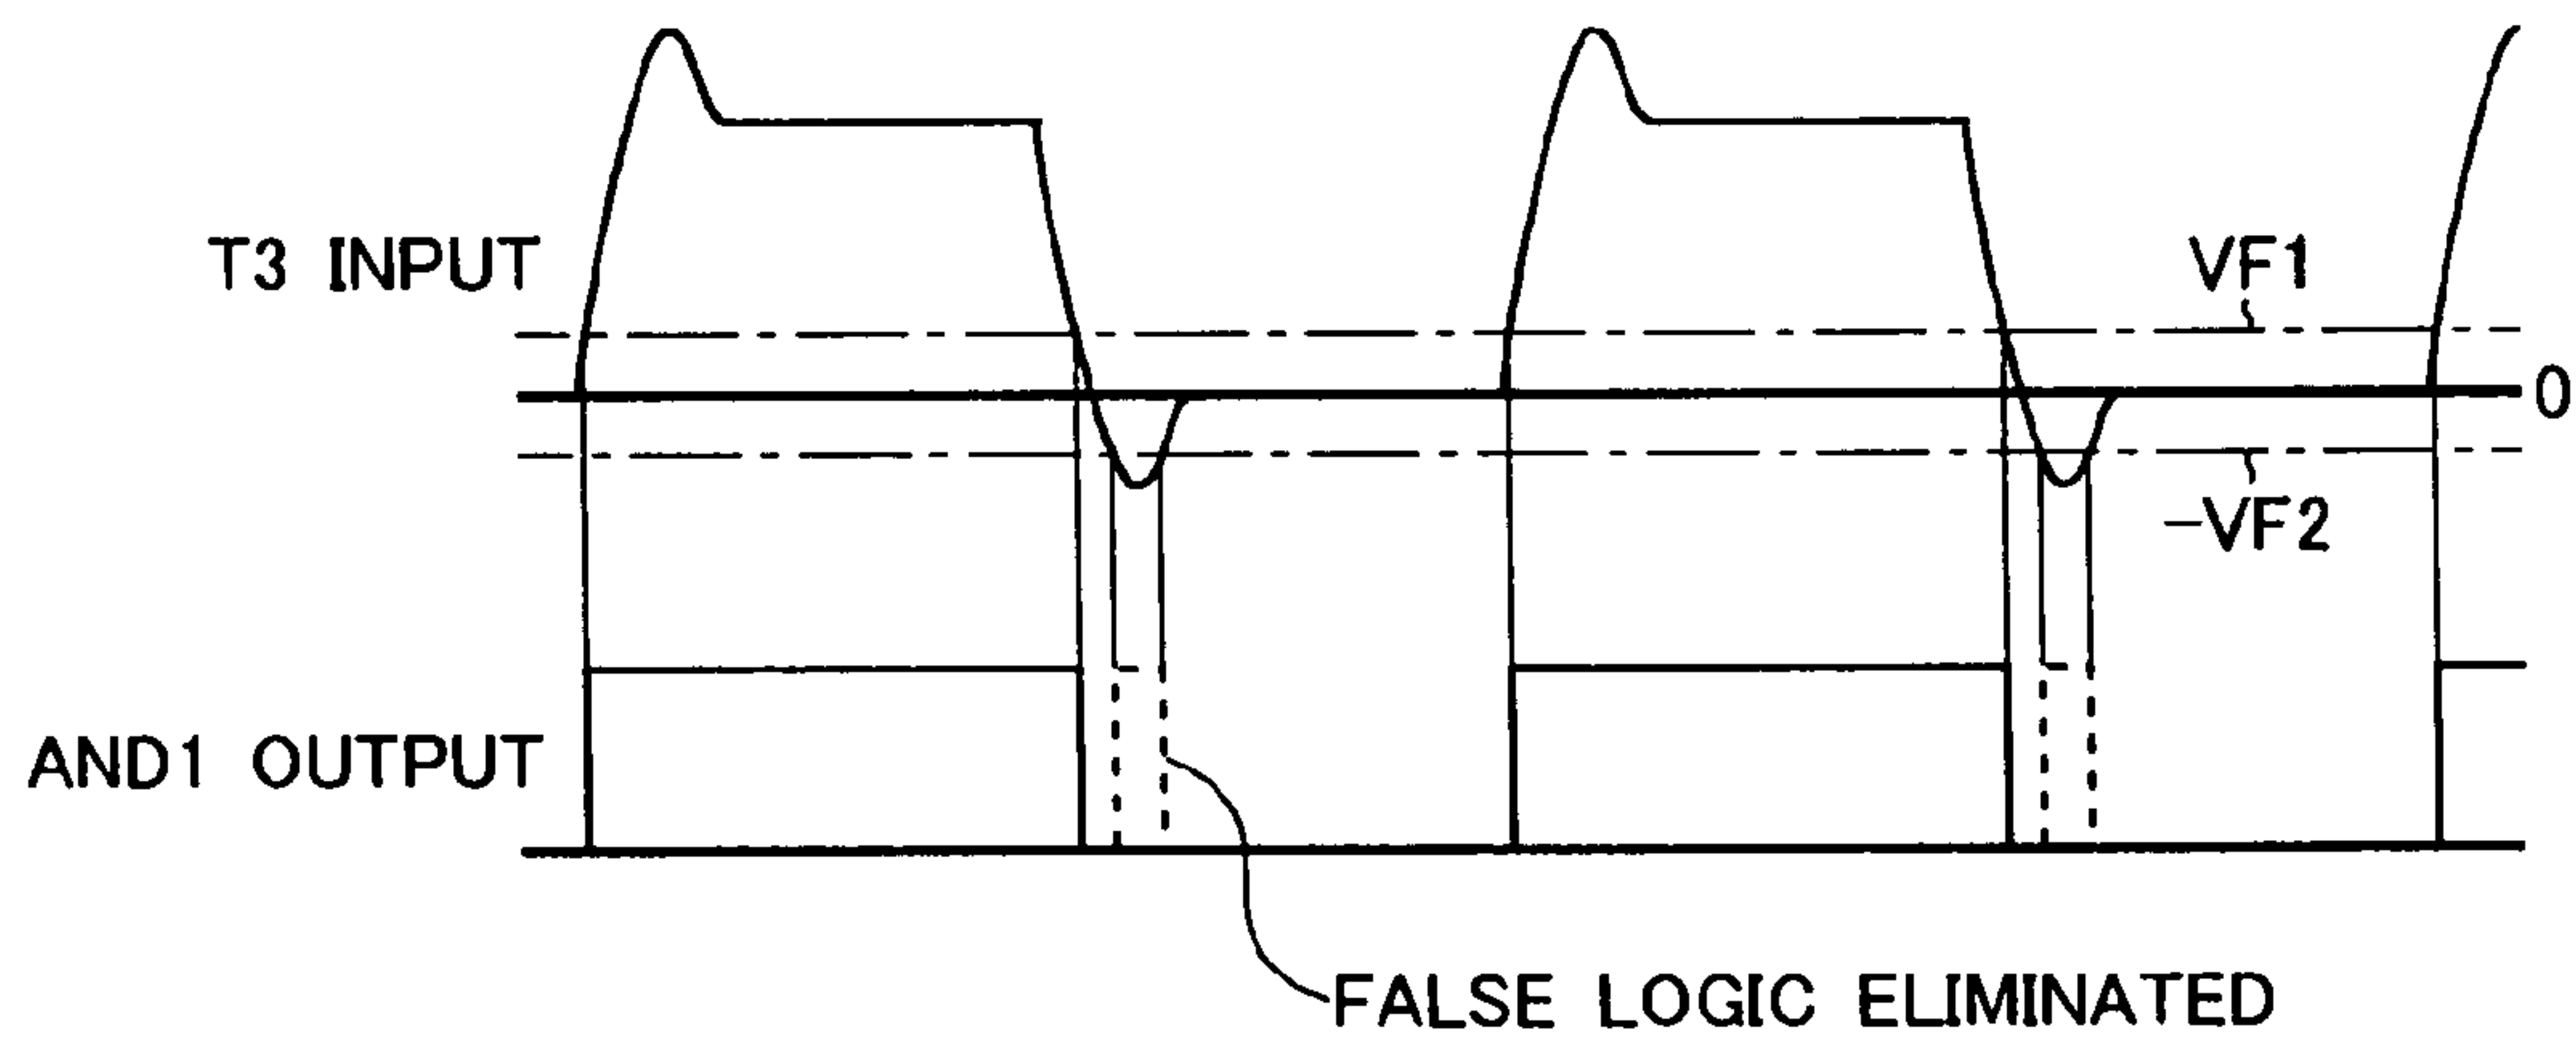 T3 INPUT
VF1
0
-VF2
AND1 OUTPUT
FALSE LOGIC ELIMINATED